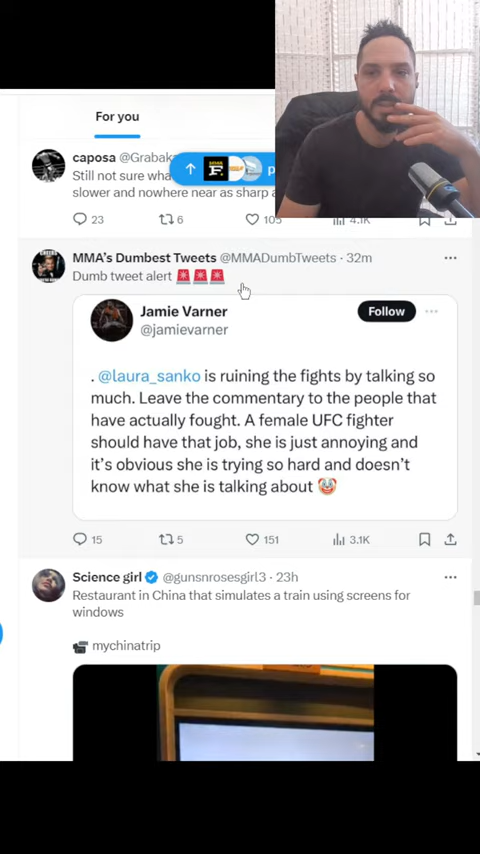 For you
caposa @Grabaka
Still not sure wha
slower and nowhere near as sharp a
23 6 105 4.1K
MMA's Dumbest Tweets @MMADumbTweets · 32m
Dumb tweet alert 🚨🚨🚨
Jamie Varner
@jamievarner
Follow
. @laura_sanko is ruining the fights by talking so
much. Leave the commentary to the people that
have actually fought. A female UFC fighter
should have that job, she is just annoying and
it's obvious she is trying so hard and doesn't
know what she is talking about 🤡
15 5 151 3.1K
Science girl @gunsnrosesgirl3 · 23h
Restaurant in China that simulates a train using screens for
windows
📹 mychinatrip